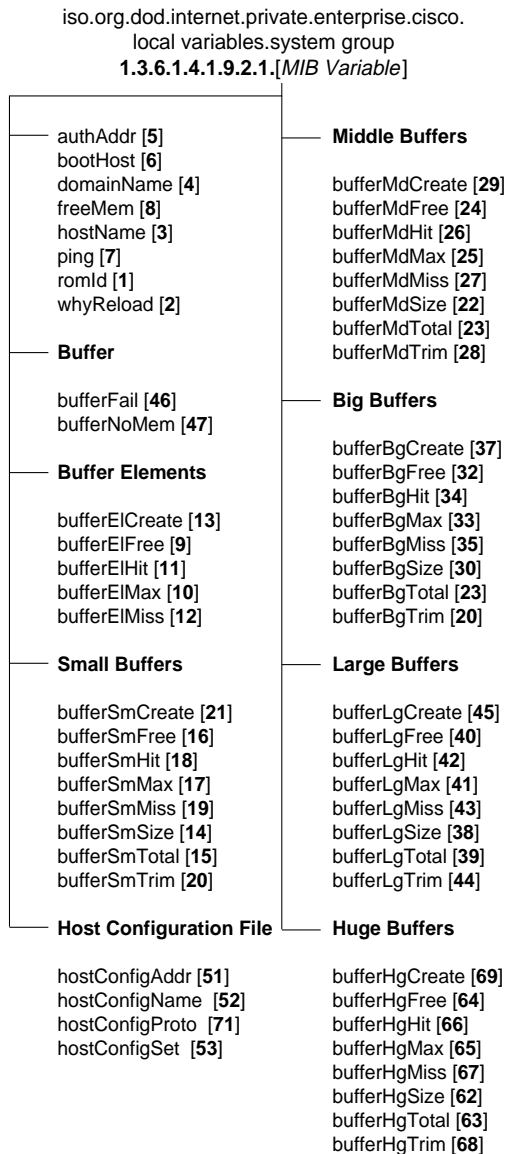 iso.org.dod.internet.private.enterprise.cisco.
local variables.system group
1.3.6.1.4.1.9.2.1.[MIB Variable]
authAddr [5]
bootHost [6]
domainName [4]
freeMem [8]
hostName [3]
ping [7]
romId [1]
whyReload [2]
Buffer
bufferFail [46]
bufferNoMem [47]
Buffer Elements
bufferElCreate [13]
bufferElFree [9]
bufferElHit [11]
bufferElMax [10]
bufferElMiss [12]
Small Buffers
bufferSmCreate [21]
bufferSmFree [16]
bufferSmHit [18]
bufferSmMax [17]
bufferSmMiss [19]
bufferSmSize [14]
bufferSmTotal [15]
bufferSmTrim [20]
Host Configuration File
hostConfigAddr [51]
hostConfigName [52]
hostConfigProto [71]
hostConfigSet [53]
Middle Buffers
bufferMdCreate [29]
bufferMdFree [24]
bufferMdHit [26]
bufferMdMax [25]
bufferMdMiss [27]
bufferMdSize [22]
bufferMdTotal [23]
bufferMdTrim [28]
Big Buffers
bufferBgCreate [37]
bufferBgFree [32]
bufferBgHit [34]
bufferBgMax [33]
bufferBgMiss [35]
bufferBgSize [30]
bufferBgTotal [23]
bufferBgTrim [20]
Large Buffers
bufferLgCreate [45]
bufferLgFree [40]
bufferLgHit [42]
bufferLgMax [41]
bufferLgMiss [43]
bufferLgSize [38]
bufferLgTotal [39]
bufferLgTrim [44]
Huge Buffers
bufferHgCreate [69]
bufferHgFree [64]
bufferHgHit [66]
bufferHgMax [65]
bufferHgMiss [67]
bufferHgSize [62]
bufferHgTotal [63]
bufferHgTrim [68]